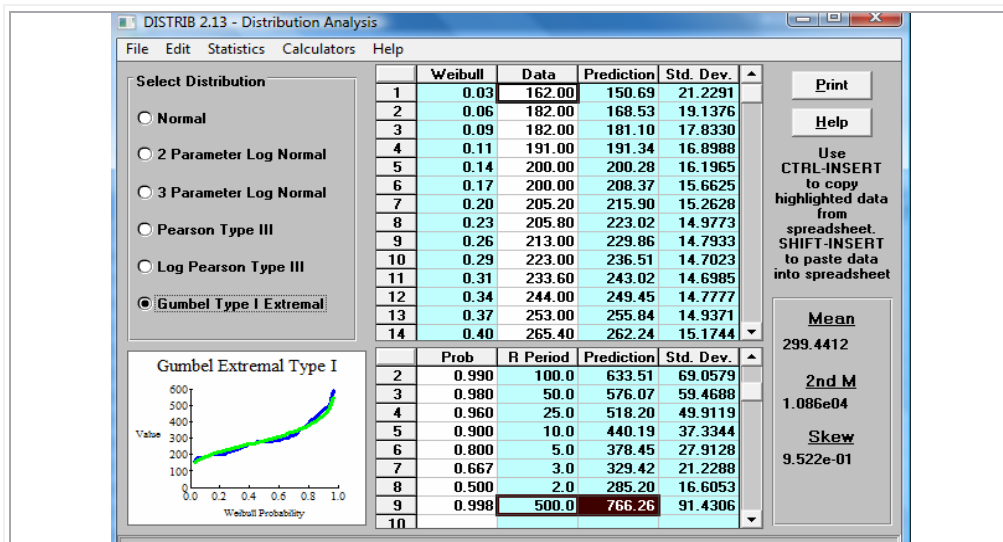 DISTRIB 2.13 - Distribution Analysis
File Edit Statistics Calculators Help
Select Distribution
Normal
2 Parameter Log Normal
3 Parameter Log Normal
Pearson Type III
Log Pearson Type III
Gumbel Type I Extremal
Weibull Data Prediction Std. Dev.
1 0.03 162.00 150.69 21.2291
2 0.06 182.00 168.53 19.1376
3 0.09 182.00 181.10 17.8330
4 0.11 191.00 191.34 16.8988
5 0.14 200.00 200.28 16.1965
6 0.17 200.00 208.37 15.6625
7 0.20 205.20 215.90 15.2628
8 0.23 205.80 223.02 14.9773
9 0.26 213.00 229.86 14.7933
10 0.29 223.00 236.51 14.7023
11 0.31 233.60 243.02 14.6985
12 0.34 244.00 249.45 14.7777
13 0.37 253.00 255.84 14.9371
14 0.40 265.40 262.24 15.1744
Print
Help
Use
CTRL-INSERT
to copy
highlighted data
from
spreadsheet.
SHIFT-INSERT
to paste data
into spreadsheet
Gumbel Extremal Type I
600
500
400
Value 300
200
100
0
0.0 0.2 0.4 0.6 0.8 1.0
Weibull Probability
Prob R Period Prediction Std. Dev.
2 0.990 100.0 633.51 69.0579
3 0.980 50.0 576.07 59.4688
4 0.960 25.0 518.20 49.9119
5 0.900 10.0 440.19 37.3344
6 0.800 5.0 378.45 27.9128
7 0.667 3.0 329.42 21.2288
8 0.500 2.0 285.20 16.6053
9 0.998 500.0 766.26 91.4306
10
Mean
299.4412
2nd M
1.086e04
Skew
9.522e-01